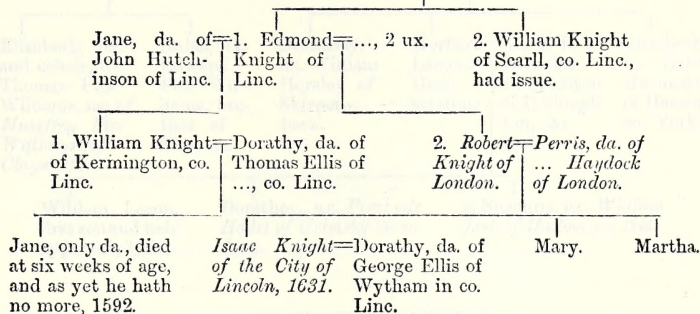 Jane, da. of=1. Edmond=.., 2 ux.
John Hutch-
inson of Linc.
Knight of
Linc.
2. William Knight
of Scarll, co. Linc.,
had issue.
1. William Knight=Dorathy, da. of
of Kermington, co.
Linc.
Thomas Ellis of
..., co. Linc.
2. Robert=Perris, da. of
Knight of
London.
... Haydock
of London.
Jane, only da., died
at six weeks of age,
and as yet he hath
no more, 1592.
Isaac Knight=Dorathy, da. of
of the City of
Lincoln, 1631.
George Ellis of
Wytham in co.
Linc.
Mary.
Martha.